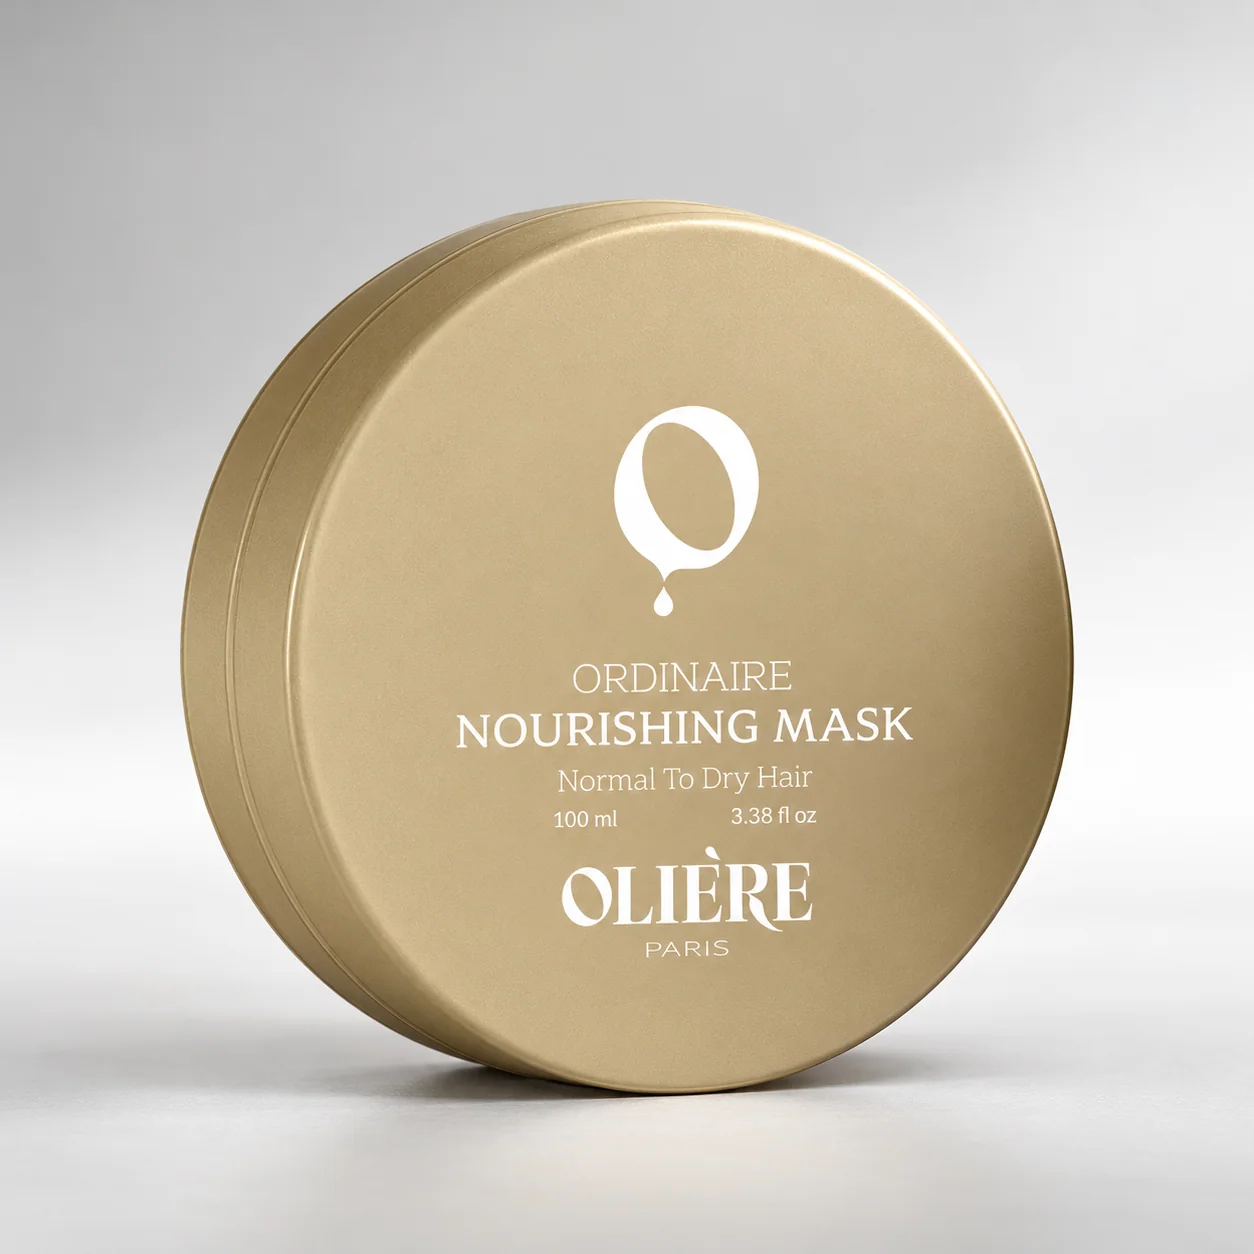 ORDINAIRE
NOURISHING MASK
Normal To Dry Hair
100 ml 3.38 fl oz
OLIÈRE
PARIS